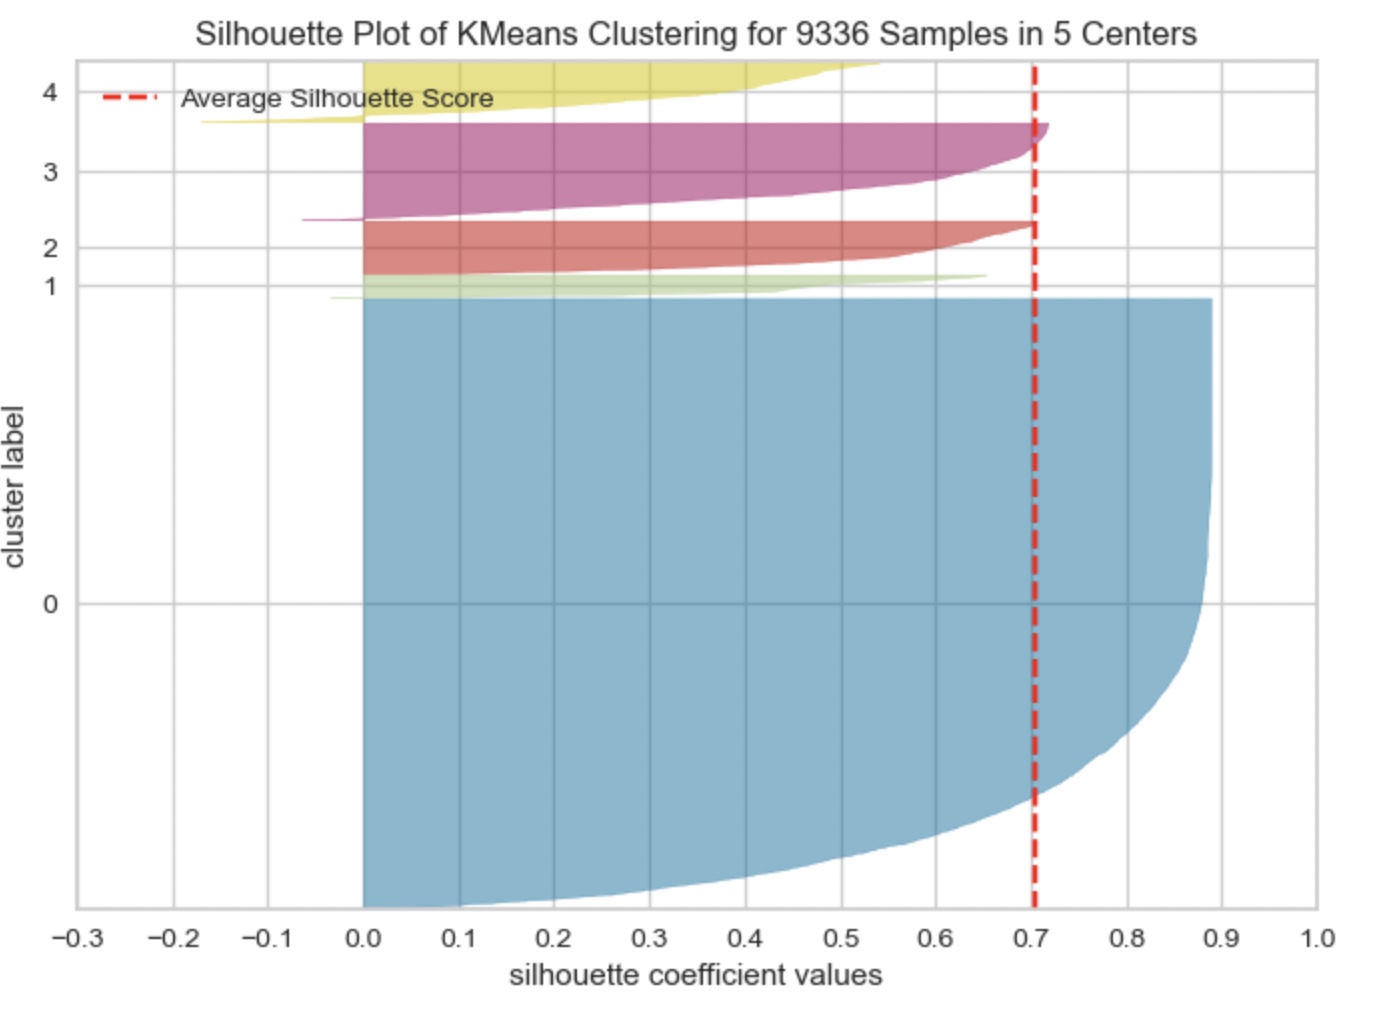 Silhouette Plot of KMeans Clustering for 9336 Samples in 5 Centers
Average Silhouette Score
4
3
2
1
0
cluster label
−0.3 −0.2 −0.1 0.0 0.1 0.2 0.3 0.4 0.5 0.6 0.7 0.8 0.9 1.0
silhouette coefficient values